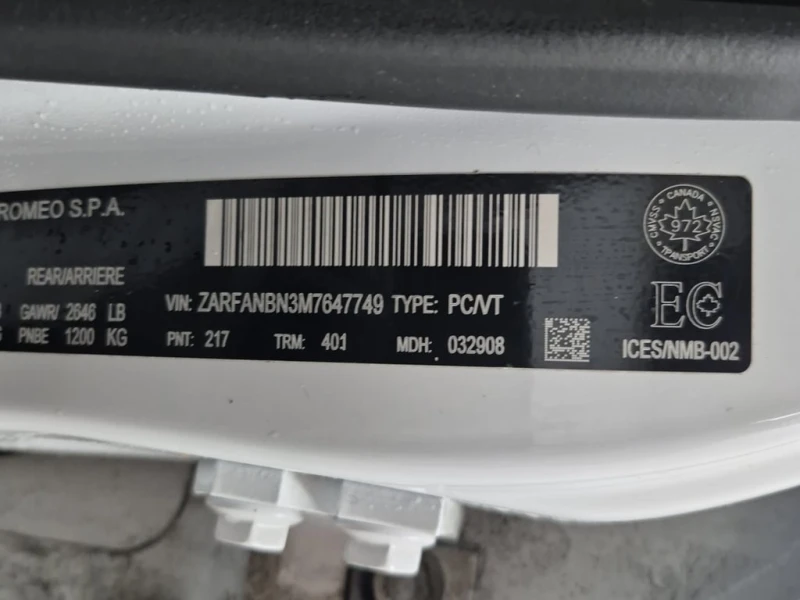 ROMEO S.P.A.
REAR/ARRIERE
GAWR/ 2646 LB
PNBE 1200 KG
VIN: ZARFANBN3M7647749 TYPE: PC/VT
PNT: 217 TRM: 401 MDH: 032908
CANADA
CMVSS 972 NSVAC
TRANSPORT
EC
ICES/NMB-002